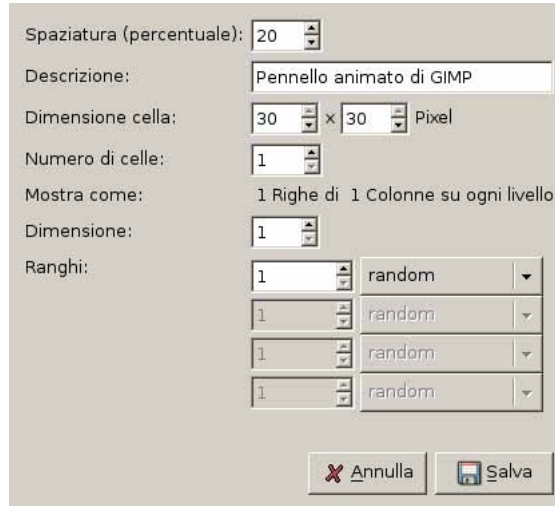 Spaziatura (percentuale): 20
Descrizione: Pennello animato di GIMP
Dimensione cella: 30 x 30 Pixel
Numero di celle: 1
Mostra come: 1 Righe di 1 Colonne su ogni livello
Dimensione: 1
Ranghi: 1 random
1 random
1 random
1 random
Annulla Salva